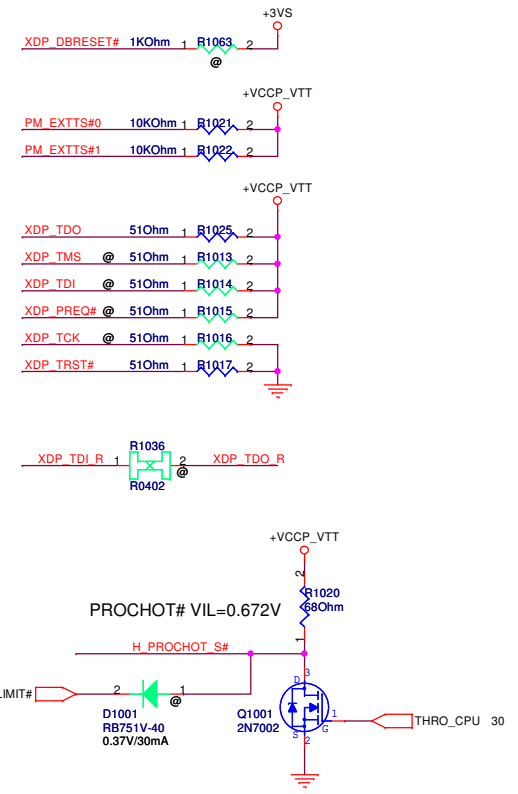 +3VS
XDP_DBRESET# 1KOhm 1 R1063 2
@
+VCCP_VTT
PM_EXTTS#0 10KOhm 1 R1021 2
PM_EXTTS#1 10KOhm 1 R1022 2
+VCCP_VTT
XDP_TDO 51Ohm 1 R1025 2
XDP_TMS @ 51Ohm 1 R1013 2
XDP_TDI @ 51Ohm 1 R1014 2
XDP_PREQ# @ 51Ohm 1 R1015 2
XDP_TCK @ 51Ohm 1 R1016 2
XDP_TRST# 51Ohm 1 R1017 2
R1036
XDP_TDI_R 1 2 XDP_TDO_R
@
R0402
+VCCP_VTT
2
R1020
68Ohm
PROCHOT# VIL=0.672V
1
H_PROCHOT_S#
3
D
LIMIT# 2 1
@
D1001
RB751V-40
0.37V/30mA
Q1001
2N7002
1
G
S
2
THRO_CPU 30